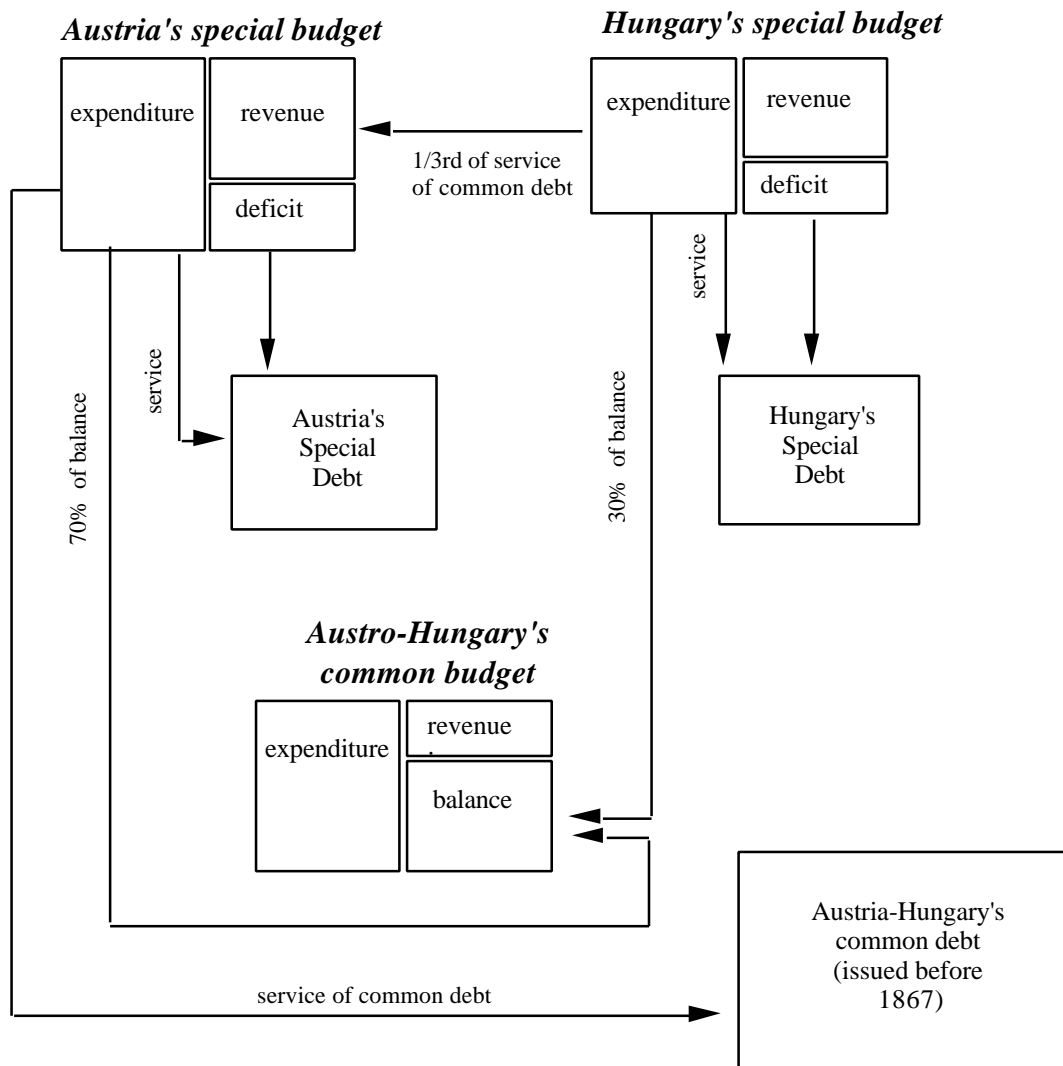 Austria's special budget
Hungary's special budget
expenditure
revenue
deficit
1/3rd of service
of common debt
expenditure
revenue
deficit
service
service
70%  of balance
30%  of balance
Austria's
Special
Debt
Hungary's
Special
Debt
Austro-Hungary's
common budget
expenditure
revenue
.
balance
Austria-Hungary's
common debt
(issued before
1867)
service of common debt